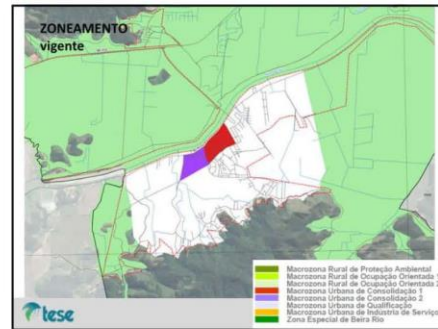 ZONEAMENTO
vigente
Macrozona Rural de Proteção Ambiental
Macrozona Rural de Ocupação Orientada 1
Macrozona Rural de Ocupação Orientada 2
Macrozona Urbana de Consolidação 1
Macrozona Urbana de Consolidação 2
Macrozona Urbana de Qualificação
Macrozona Urbana de Indústria de Serviço
Zona Especial de Beira Rio
tese